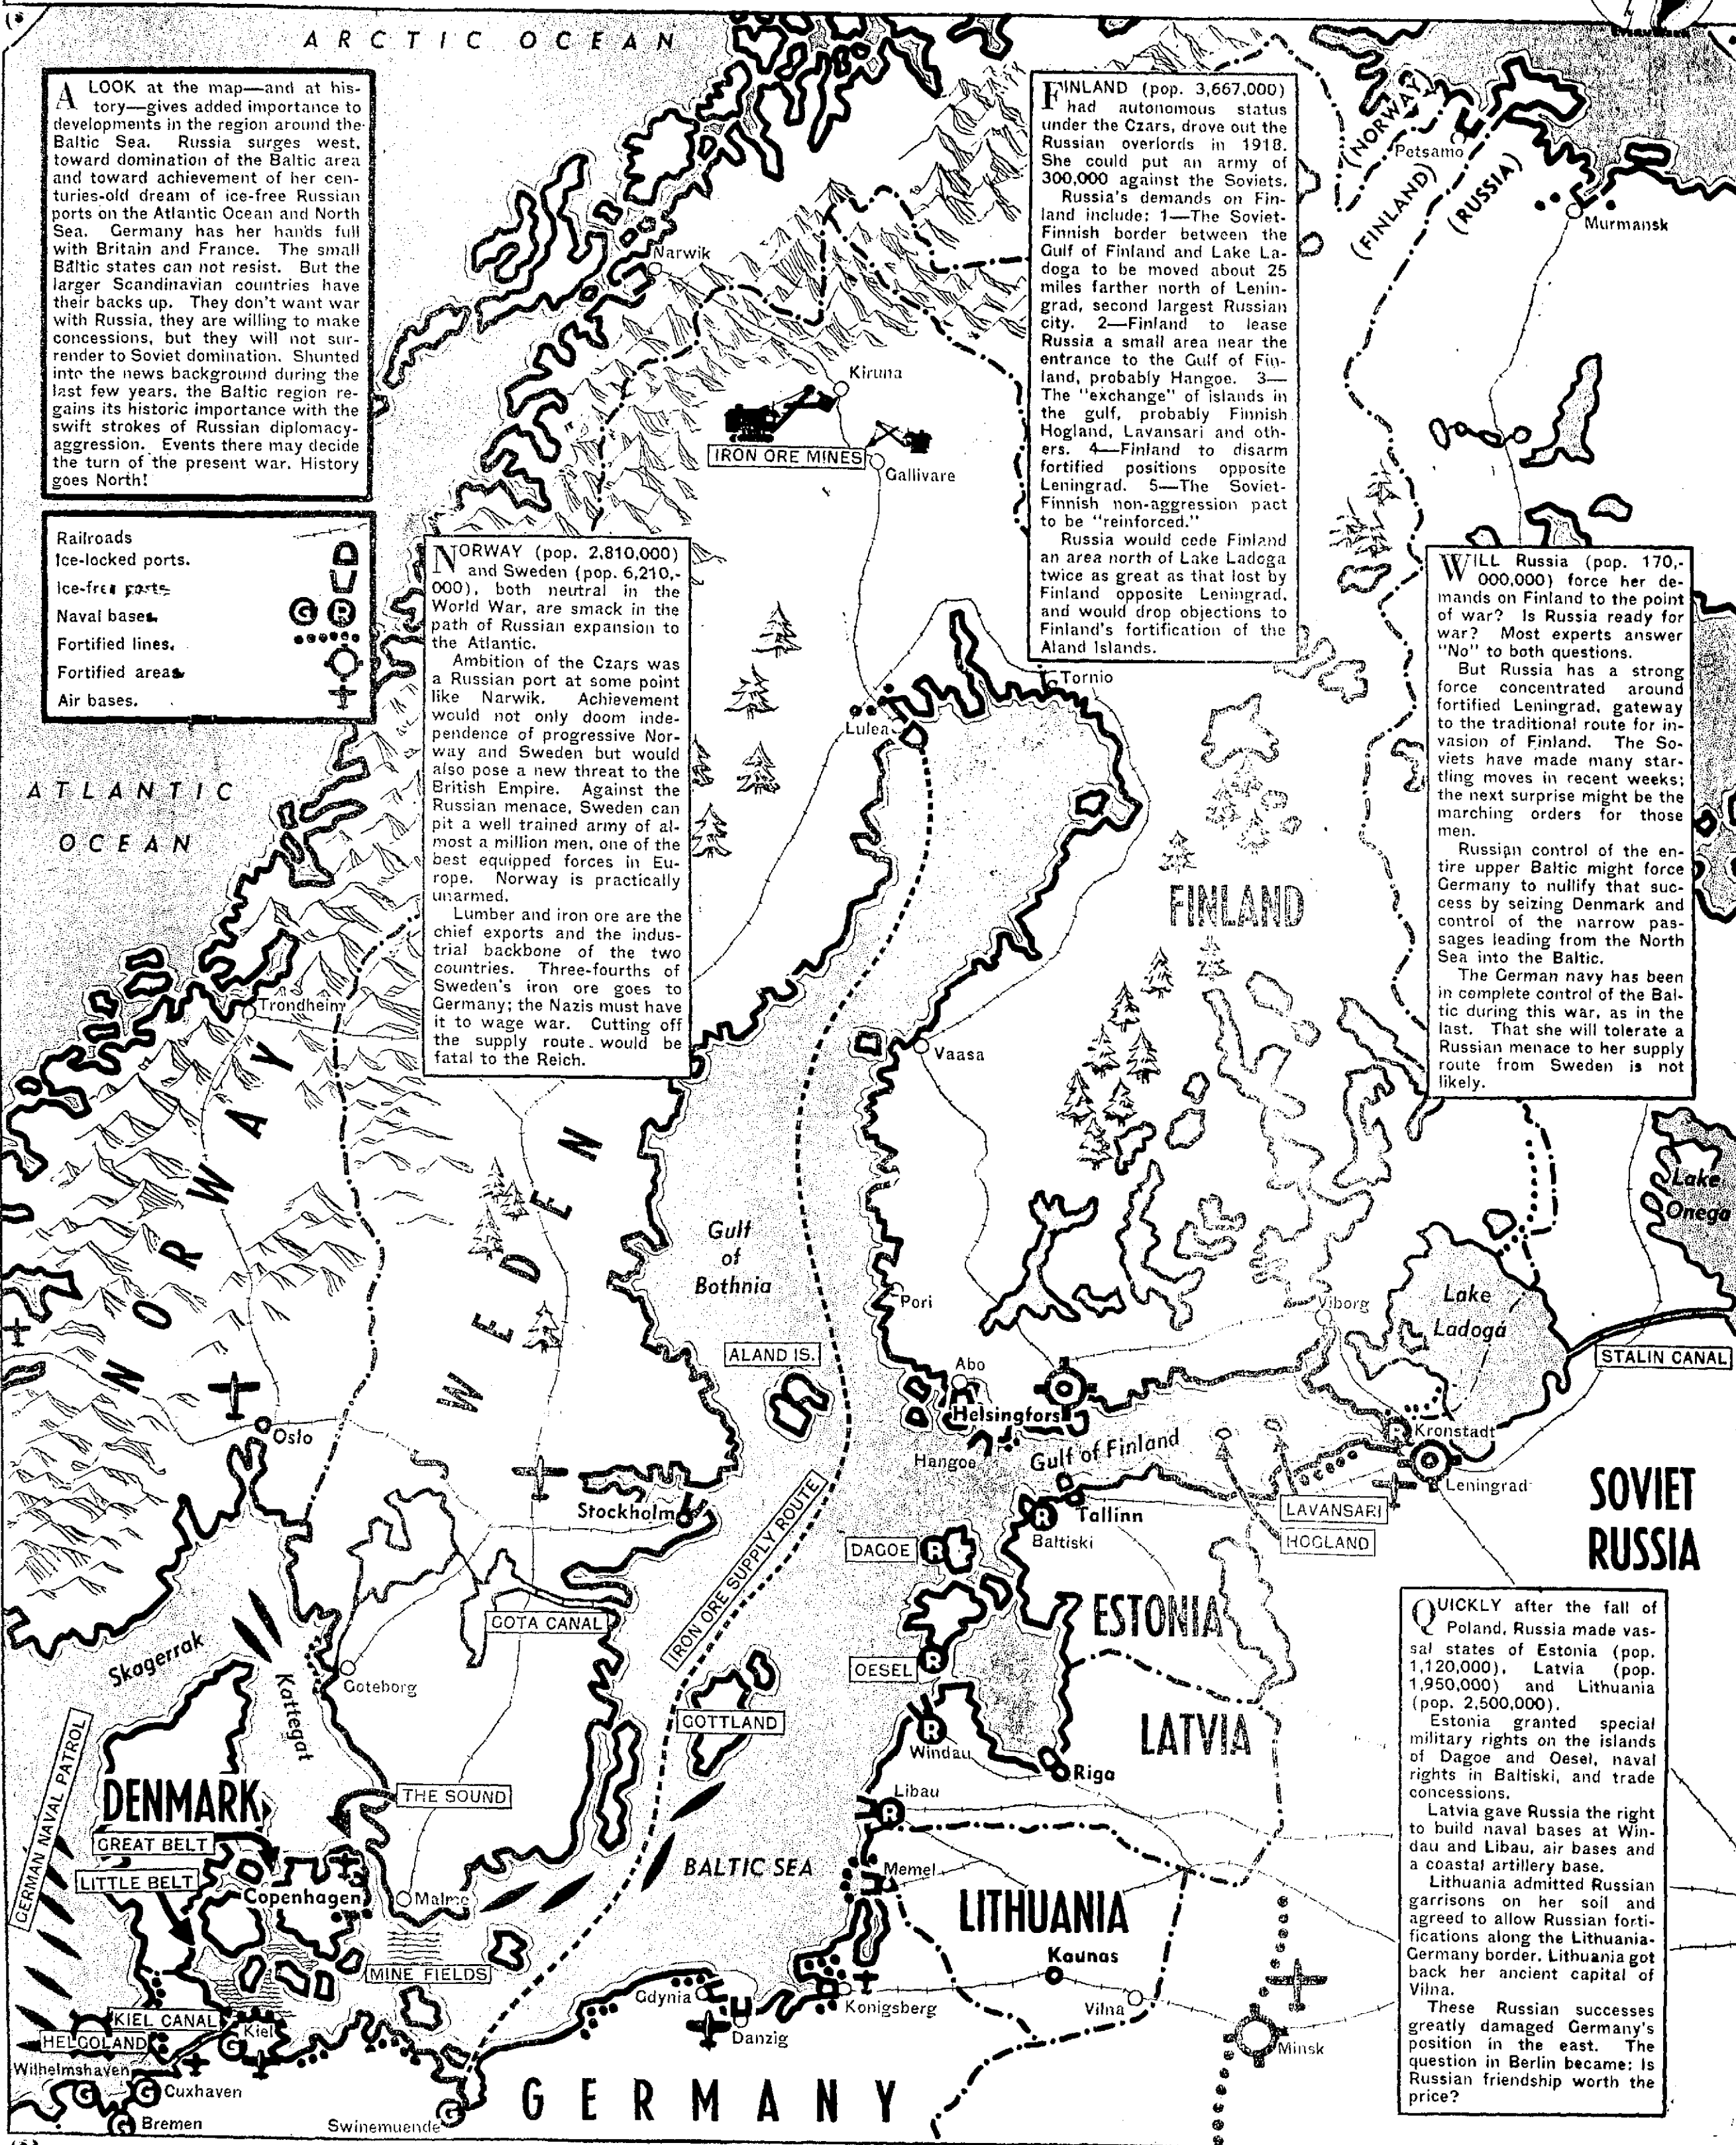 ARCTIC OCEAN
A LOOK at the map—and at his-
tory—gives added importance to
developments in the region around the
Baltic Sea. Russia surges west,
toward domination of the Baltic area
and toward achievement of her cen-
turies-old dream of ice-free Russian
ports on the Atlantic Ocean and North
Sea. Germany has her hands full
with Britain and France. The small
Baltic states can not resist. But the
larger Scandinavian countries have
their backs up. They don't want war
with Russia, they are willing to make
concessions, but they will not sur-
render to Soviet domination. Shunted
into the news background during the
last few years, the Baltic region re-
gains its historic importance with the
swift strokes of Russian diplomacy-
aggression. Events there may decide
the turn of the present war. History
goes North!
Railroads
Ice-locked ports.
Ice-free ports
Naval bases. G R
Fortified lines.
Fortified areas
Air bases.
NORWAY (pop. 2,810,000)
and Sweden (pop. 6,210,-
000), both neutral in the
World War, are smack in the
path of Russian expansion to
the Atlantic.
Ambition of the Czars was
a Russian port at some point
like Narwik. Achievement
would not only doom inde-
pendence of progressive Nor-
way and Sweden but would
also pose a new threat to the
British Empire. Against the
Russian menace, Sweden can
pit a well trained army of al-
most a million men, one of the
best equipped forces in Eu-
rope. Norway is practically
unarmed.
Lumber and iron ore are the
chief exports and the indus-
trial backbone of the two
countries. Three-fourths of
Sweden's iron ore goes to
Germany; the Nazis must have
it to wage war. Cutting off
the supply route would be
fatal to the Reich.
FINLAND (pop. 3,667,000)
had autonomous status
under the Czars, drove out the
Russian overlords in 1918.
She could put an army of
300,000 against the Soviets.
Russia's demands on Fin-
land include: 1—The Soviet-
Finnish border between the
Gulf of Finland and Lake La-
doga to be moved about 25
miles farther north of Lenin-
grad, second largest Russian
city. 2—Finland to lease
Russia a small area near the
entrance to the Gulf of Fin-
land, probably Hangoe. 3—
The "exchange" of islands in
the gulf, probably Finnish
Hogland, Lavansari and oth-
ers. 4—Finland to disarm
fortified positions opposite
Leningrad. 5—The Soviet-
Finnish non-aggression pact
to be "reinforced."
Russia would cede Finland
an area north of Lake Ladoga
twice as great as that lost by
Finland opposite Leningrad,
and would drop objections to
Finland's fortification of the
Aland Islands.
WILL Russia (pop. 170,-
000,000) force her de-
mands on Finland to the point
of war? Is Russia ready for
war? Most experts answer
"No" to both questions.
But Russia has a strong
force concentrated around
fortified Leningrad, gateway
to the traditional route for in-
vasion of Finland. The So-
viets have made many star-
tling moves in recent weeks;
the next surprise might be the
marching orders for those
men.
Russian control of the en-
tire upper Baltic might force
Germany to nullify that suc-
cess by seizing Denmark and
control of the narrow pas-
sages leading from the North
Sea into the Baltic.
The German navy has been
in complete control of the Bal-
tic during this war, as in the
last. That she will tolerate a
Russian menace to her supply
route from Sweden is not
likely.
QUICKLY after the fall of
Poland, Russia made vas-
sal states of Estonia (pop.
1,120,000), Latvia (pop.
1,950,000) and Lithuania
(pop. 2,500,000).
Estonia granted special
military rights on the islands
of Dagoe and Oesel, naval
rights in Baltiski, and trade
concessions.
Latvia gave Russia the right
to build naval bases at Win-
dau and Libau, air bases and
a coastal artillery base.
Lithuania admitted Russian
garrisons on her soil and
agreed to allow Russian forti-
fications along the Lithuania-
Germany border. Lithuania got
back her ancient capital of
Vilna.
These Russian successes
greatly damaged Germany's
position in the east. The
question in Berlin became: Is
Russian friendship worth the
price?
(NORWAY)
Petsamo
(FINLAND)
(RUSSIA)
Murmansk
Narwik
Kiruna
IRON ORE MINES
Gallivare
Tornio
Lulea
ATLANTIC
OCEAN
FINLAND
Trondheim
Vaasa
NORWAY
SWEDEN
Gulf
of
Bothnia
Lake
Onega
Pori
Viborg
Lake
Ladoga
STALIN CANAL
ALAND IS.
Abo
Helsingfors
Oslo
Hangoe
Gulf of Finland
R
Kronstadt
Leningrad
Stockholm
IRON ORE SUPPLY ROUTE
R
Tallinn
Baltiski
LAVANSARI
HOGLAND
SOVIET
RUSSIA
DAGOE R
GOTA CANAL
ESTONIA
Skagerrak
Kattegat
Goteborg
OESEL R
GOTTLAND
R
Windau
LATVIA
Riga
GERMAN NAVAL PATROL
DENMARK
THE SOUND
Libau
R
GREAT BELT
LITTLE BELT
Copenhagen
Malmo
BALTIC SEA
Memel
LITHUANIA
Kaunas
MINE FIELDS
Gdynia
Konigsberg
Vilna
KIEL CANAL
Kiel
G
Danzig
Minsk
HELGOLAND
Wilhelmshaven
G
G Cuxhaven
G Bremen
Swinemuende G
GERMANY